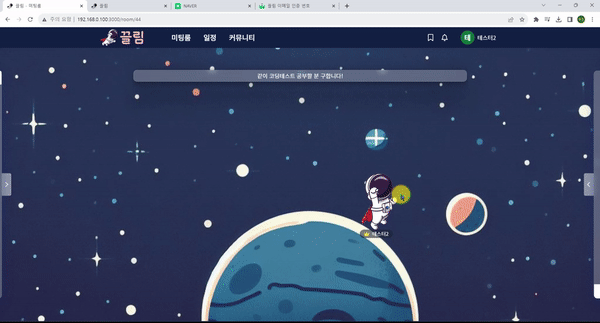 끌림 - 미팅룸
끌림
NAVER
끌림 이메일 인증 번호
주의 요함 | 192.168.0.100:3000/room/44
끌림 미팅룸 일정 커뮤니티 테스터2
같이 코딩테스트 공부할 분 구합니다!
테스터2